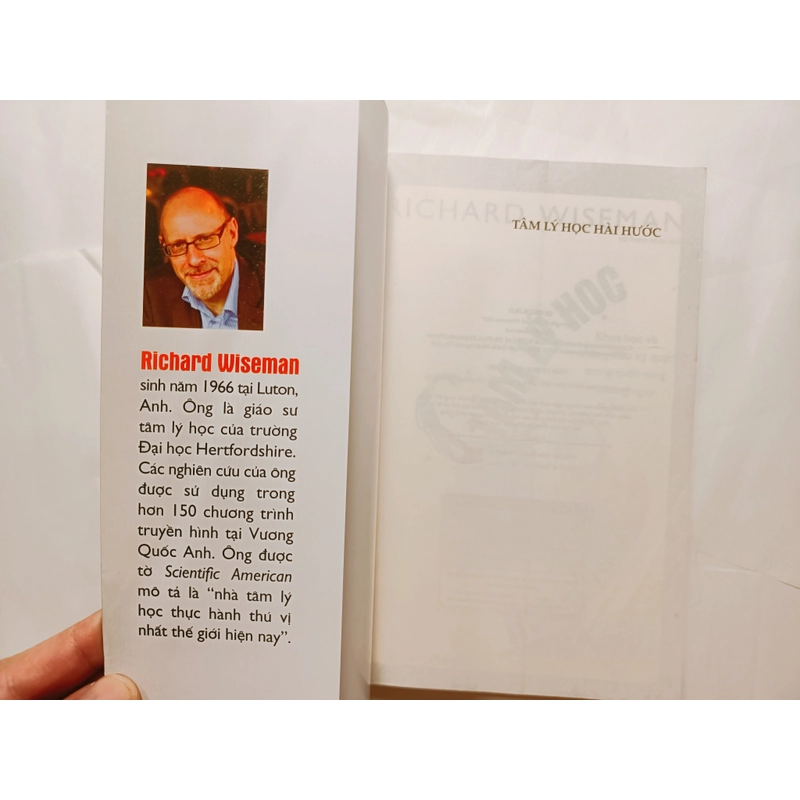 Richard Wiseman
sinh năm 1966 tại Luton,
Anh. Ông là giáo sư
tâm lý học của trường
Đại học Hertfordshire.
Các nghiên cứu của ông
được sử dụng trong
hơn 150 chương trình
truyền hình tại Vương
Quốc Anh. Ông được
tờ Scientific American
mô tả là “nhà tâm lý
học thực hành thú vị
nhất thế giới hiện nay”.
RICHARD WISEMAN
TÂM LÝ HỌC HÀI HƯỚC